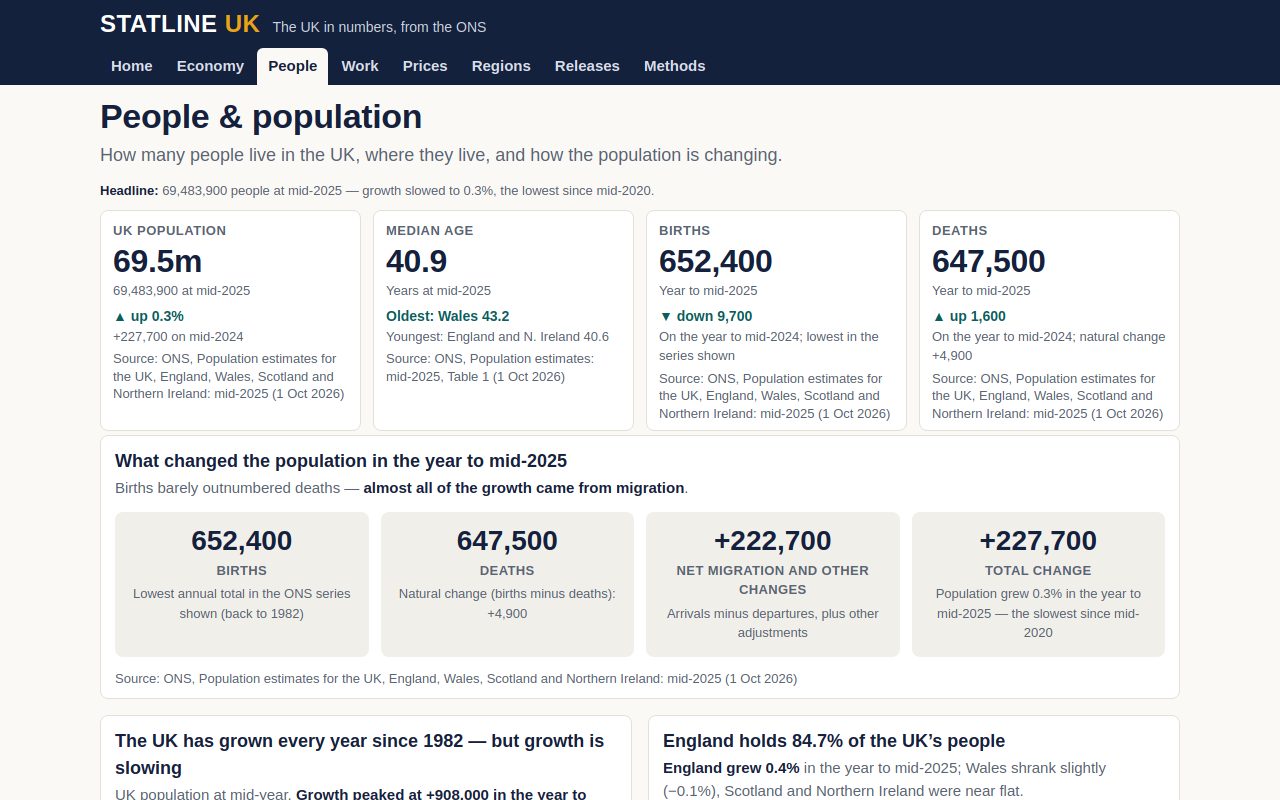 STATLINE UK The UK in numbers, from the ONS
Home Economy People Work Prices Regions Releases Methods
People & population
How many people live in the UK, where they live, and how the population is changing.
Headline: 69,483,900 people at mid-2025 — growth slowed to 0.3%, the lowest since mid-2020.
UK POPULATION
69.5m
69,483,900 at mid-2025
▲ up 0.3%
+227,700 on mid-2024
Source: ONS, Population estimates for
the UK, England, Wales, Scotland and
Northern Ireland: mid-2025 (1 Oct 2026)
MEDIAN AGE
40.9
Years at mid-2025
Oldest: Wales 43.2
Youngest: England and N. Ireland 40.6
Source: ONS, Population estimates:
mid-2025, Table 1 (1 Oct 2026)
BIRTHS
652,400
Year to mid-2025
▼ down 9,700
On the year to mid-2024; lowest in the
series shown
Source: ONS, Population estimates for
the UK, England, Wales, Scotland and
Northern Ireland: mid-2025 (1 Oct 2026)
DEATHS
647,500
Year to mid-2025
▲ up 1,600
On the year to mid-2024; natural change
+4,900
Source: ONS, Population estimates for
the UK, England, Wales, Scotland and
Northern Ireland: mid-2025 (1 Oct 2026)
What changed the population in the year to mid-2025
Births barely outnumbered deaths — almost all of the growth came from migration.
652,400
BIRTHS
Lowest annual total in the ONS series
shown (back to 1982)
647,500
DEATHS
Natural change (births minus deaths):
+4,900
+222,700
NET MIGRATION AND OTHER
CHANGES
Arrivals minus departures, plus other
adjustments
+227,700
TOTAL CHANGE
Population grew 0.3% in the year to
mid-2025 — the slowest since mid-
2020
Source: ONS, Population estimates for the UK, England, Wales, Scotland and Northern Ireland: mid-2025 (1 Oct 2026)
The UK has grown every year since 1982 — but growth is
slowing
UK population at mid-year. Growth peaked at +908,000 in the year to
England holds 84.7% of the UK’s people
England grew 0.4% in the year to mid-2025; Wales shrank slightly
(−0.1%), Scotland and Northern Ireland were near flat.